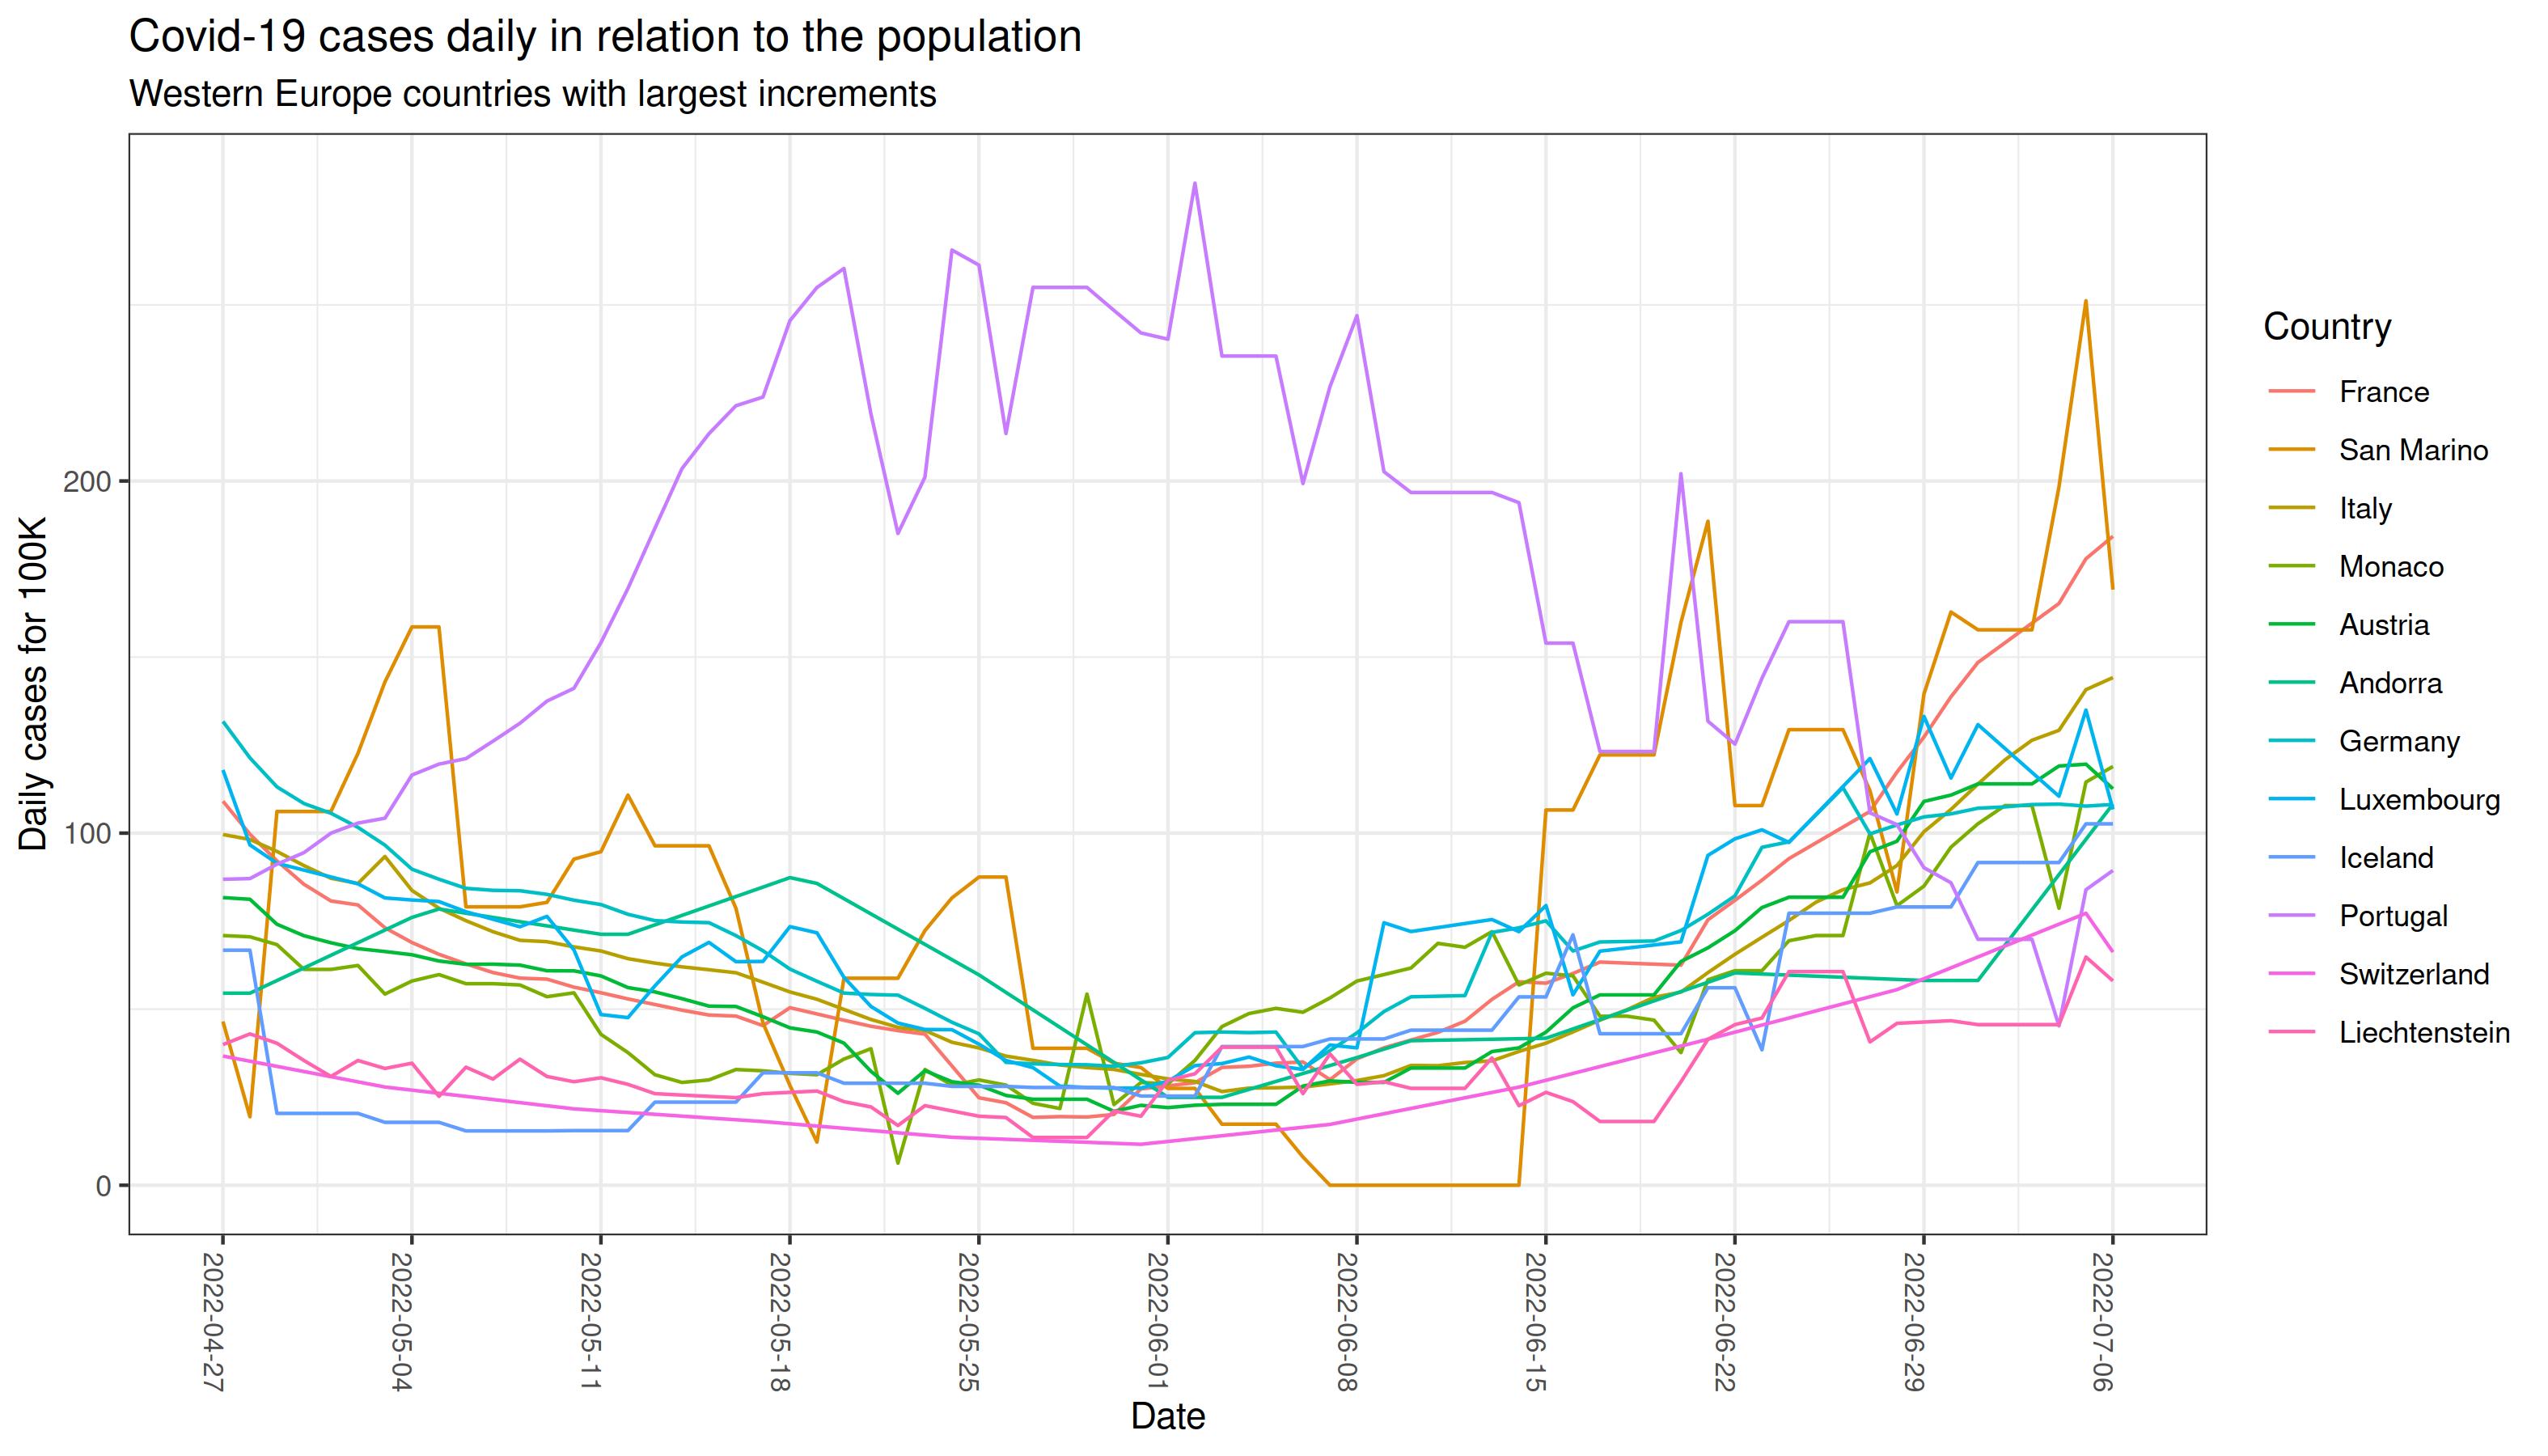 Covid-19 cases daily in relation to the population
Western Europe countries with largest increments
Daily cases for 100K
200
100
0
2022-04-27
2022-05-04
2022-05-11
2022-05-18
2022-05-25
2022-06-01
2022-06-08
2022-06-15
2022-06-22
2022-06-29
2022-07-06
Date
Country
France
San Marino
Italy
Monaco
Austria
Andorra
Germany
Luxembourg
Iceland
Portugal
Switzerland
Liechtenstein